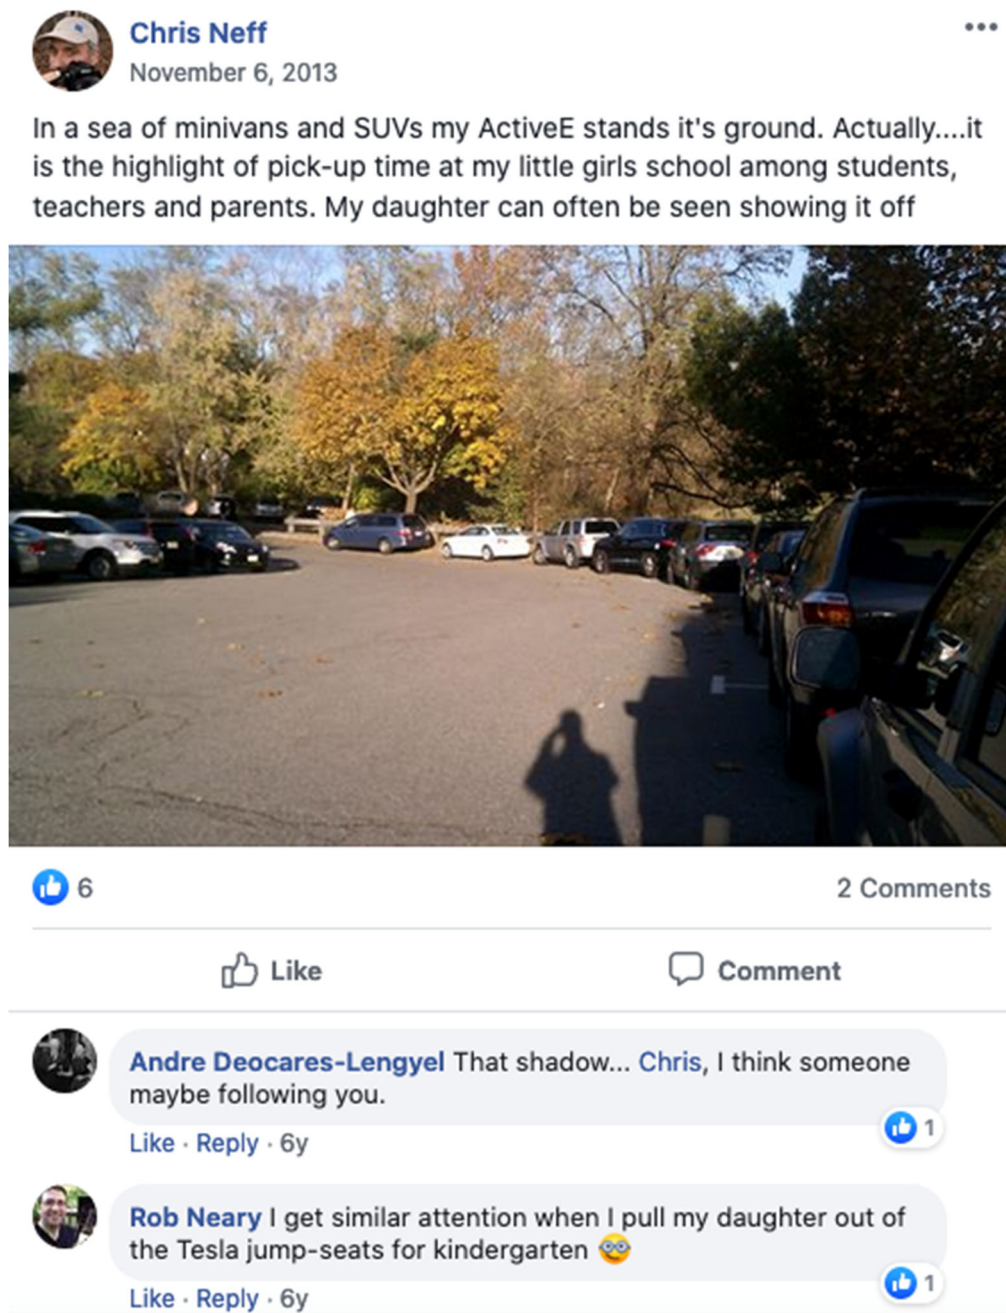 Chris Neff
November 6, 2013
In a sea of minivans and SUVs my ActiveE stands it's ground. Actually....it
is the highlight of pick-up time at my little girls school among students,
teachers and parents. My daughter can often be seen showing it off
6
2 Comments
Like
Comment
Andre Deocares-Lengyel That shadow... Chris, I think someone
maybe following you.
1
Like · Reply · 6y
Rob Neary I get similar attention when I pull my daughter out of
the Tesla jump-seats for kindergarten 🤓
1
Like · Reply · 6y